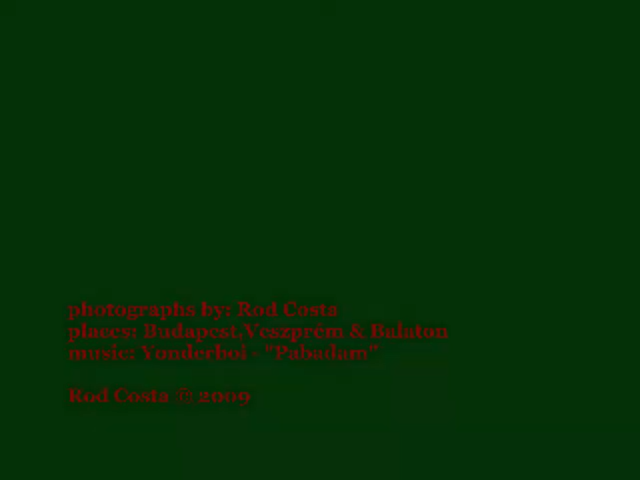 photographs by: Rod Costa
places: Budapest,Veszprém & Balaton
music: Yonderboi - "Pabadam"
Rod Costa © 2009